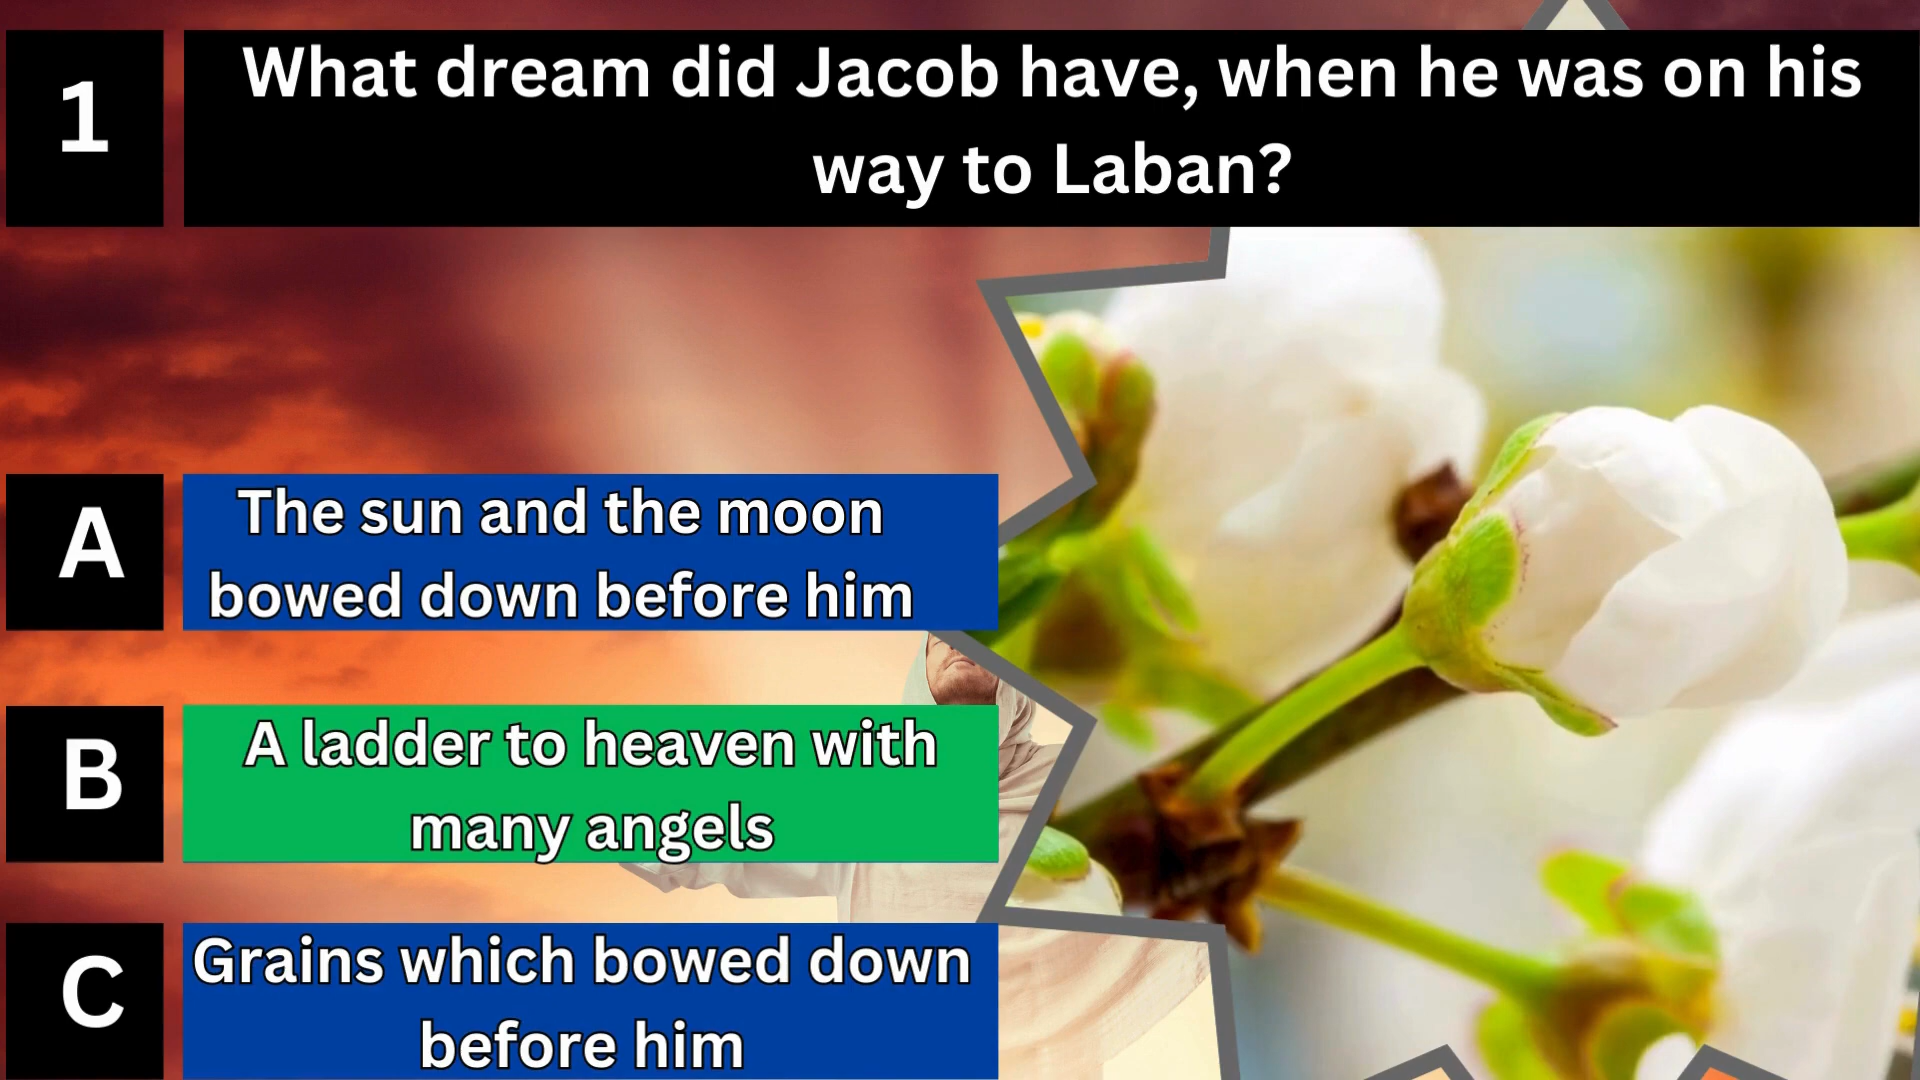 1
What dream did Jacob have, when he was on his
way to Laban?
A
The sun and the moon
bowed down before him
B
A ladder to heaven with
many angels
C
Grains which bowed down
before him